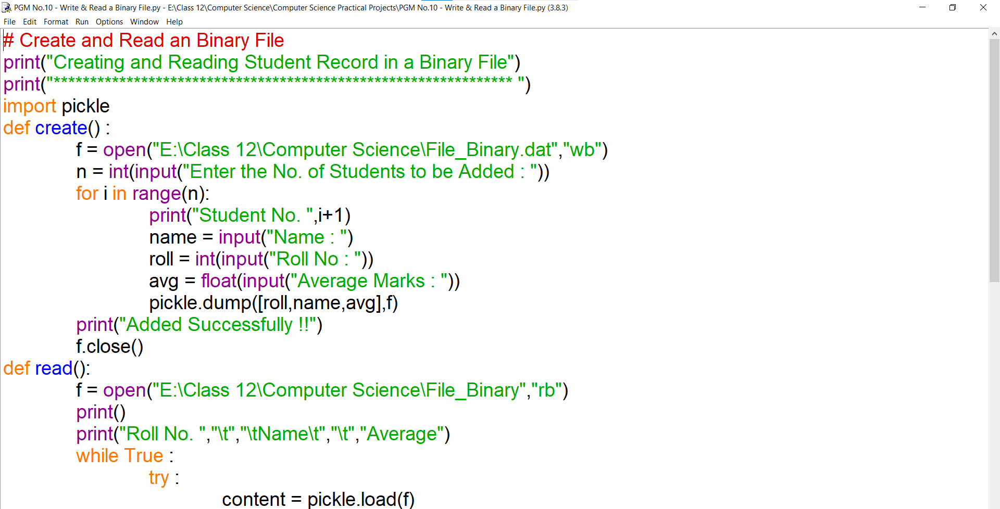 PGM No.10 - Write & Read a Binary File.py - E:\Class 12\Computer Science\Computer Science Practical Projects\PGM No.10 - Write & Read a Binary File.py (3.8.3)
File Edit Format Run Options Window Help
# Create and Read an Binary File
print("Creating and Reading Student Record in a Binary File")
print("*************************************************************** ")
import pickle
def create() :
f = open("E:\Class 12\Computer Science\File_Binary.dat","wb")
n = int(input("Enter the No. of Students to be Added : "))
for i in range(n):
print("Student No. ",i+1)
name = input("Name : ")
roll = int(input("Roll No : "))
avg = float(input("Average Marks : "))
pickle.dump([roll,name,avg],f)
print("Added Successfully !!")
f.close()
def read():
f = open("E:\Class 12\Computer Science\File_Binary","rb")
print()
print("Roll No. ","\t","\tName\t","\t","Average")
while True :
try :
content = pickle.load(f)